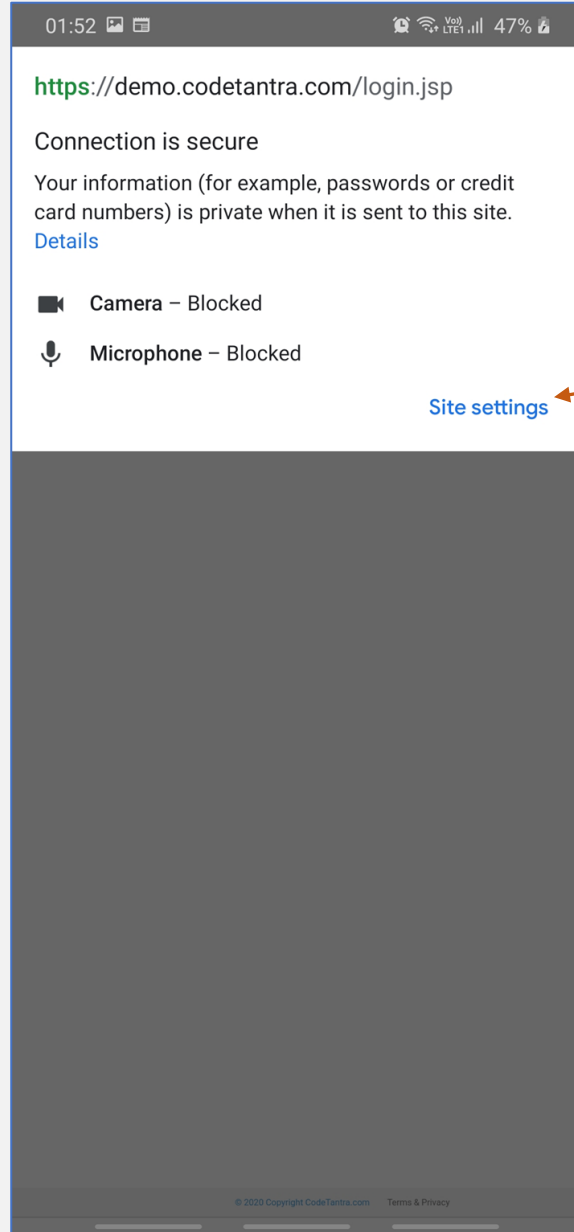 01:52 Vo)) LTE1 47%
https://demo.codetantra.com/login.jsp
Connection is secure
Your information (for example, passwords or credit
card numbers) is private when it is sent to this site.
Details
Camera – Blocked
Microphone – Blocked
Site settings
© 2020 Copyright CodeTantra.com Terms & Privacy